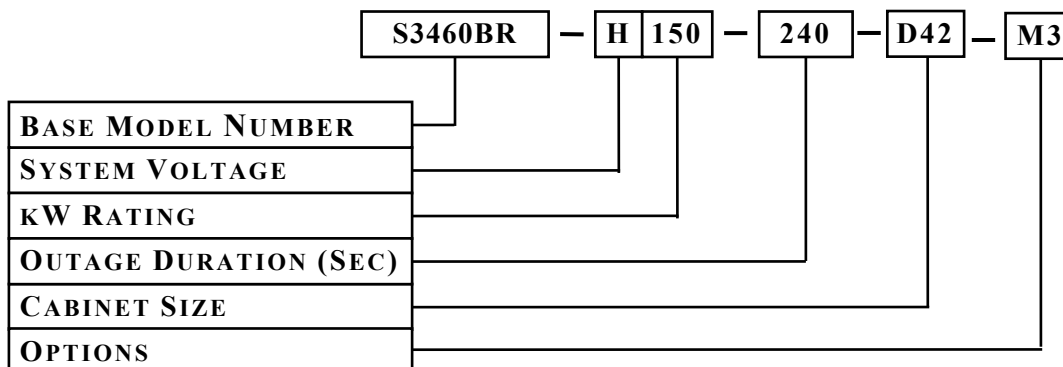 S3460BR – H 150 – 240 – D42 – M3
BASE MODEL NUMBER
SYSTEM VOLTAGE
KW RATING
OUTAGE DURATION (SEC)
CABINET SIZE
OPTIONS